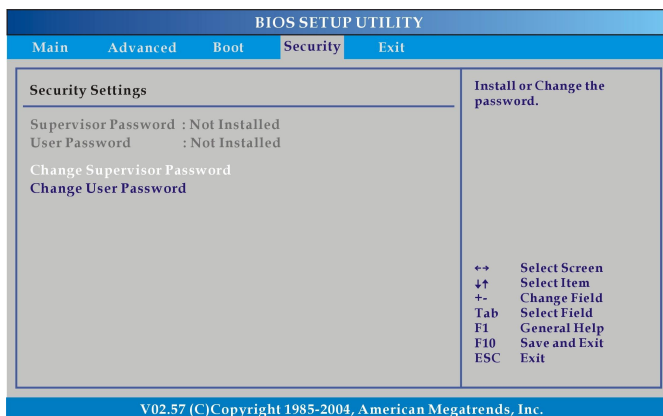 BIOS SETUP UTILITY
Main Advanced Boot Security Exit
Security Settings
Supervisor Password : Not Installed
User Password : Not Installed
Change Supervisor Password
Change User Password
Install or Change the
password.
←→ Select Screen
↓↑ Select Item
+- Change Field
Tab Select Field
F1 General Help
F10 Save and Exit
ESC Exit
V02.57 (C)Copyright 1985-2004, American Megatrends, Inc.